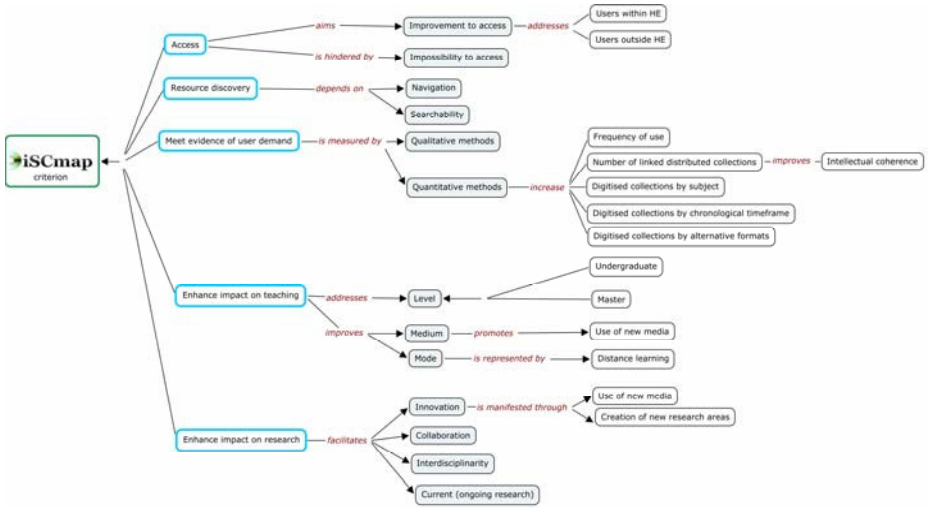 iSCmap
criterion
Access
aims
Improvement to access
addresses
Users within HE
Users outside HE
is hindered by
Impossibility to access
Resource discovery
depends on
Navigation
Searchability
Meet evidence of user demand
is measured by
Qualitative methods
Quantitative methods
increase
Frequency of use
Number of linked distributed collections
improves
Intellectual coherence
Digitised collections by subject
Digitised collections by chronological timeframe
Digitised collections by alternative formats
Enhance impact on teaching
addresses
Level
Undergraduate
Master
improves
Medium
promotes
Use of new media
Mode
is represented by
Distance learning
Enhance impact on research
facilitates
Innovation
is manifested through
Use of new media
Creation of new research areas
Collaboration
Interdisciplinarity
Current (ongoing research)